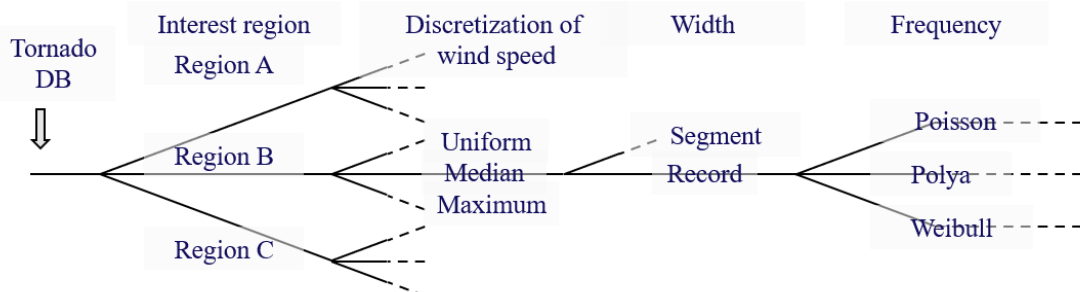 Tornado
DB
Interest region
Region A
Region B
Region C
Discretization of
wind speed
Uniform
Median
Maximum
Width
Segment
Record
Frequency
Poisson
Polya
Weibull